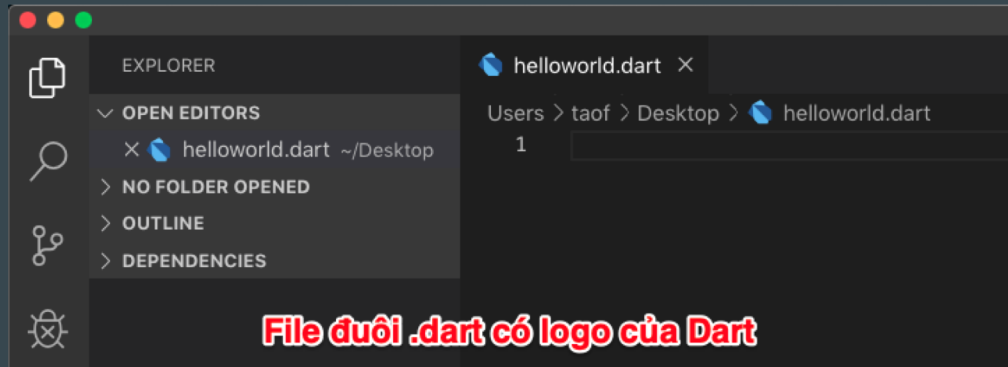 EXPLORER
OPEN EDITORS
helloworld.dart ~/Desktop
NO FOLDER OPENED
OUTLINE
DEPENDENCIES
helloworld.dart
Users > taof > Desktop > helloworld.dart
1
File đuôi .dart có logo của Dart